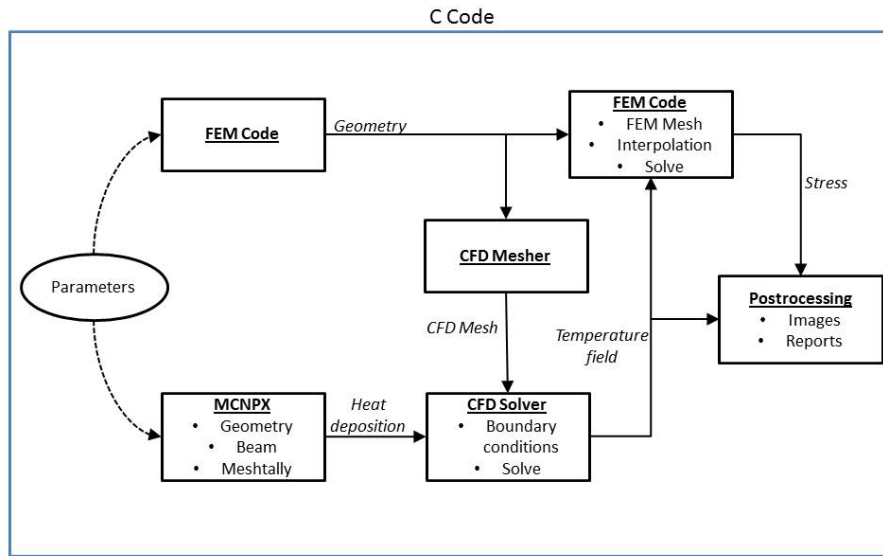 C Code
FEM Code
Geometry
FEM Code
• FEM Mesh
• Interpolation
• Solve
Stress
CFD Mesher
Parameters
Postrocessing
• Images
• Reports
CFD Mesh
Temperature
field
MCNPX
• Geometry
• Beam
• Meshtally
Heat
deposition
CFD Solver
• Boundary
conditions
• Solve